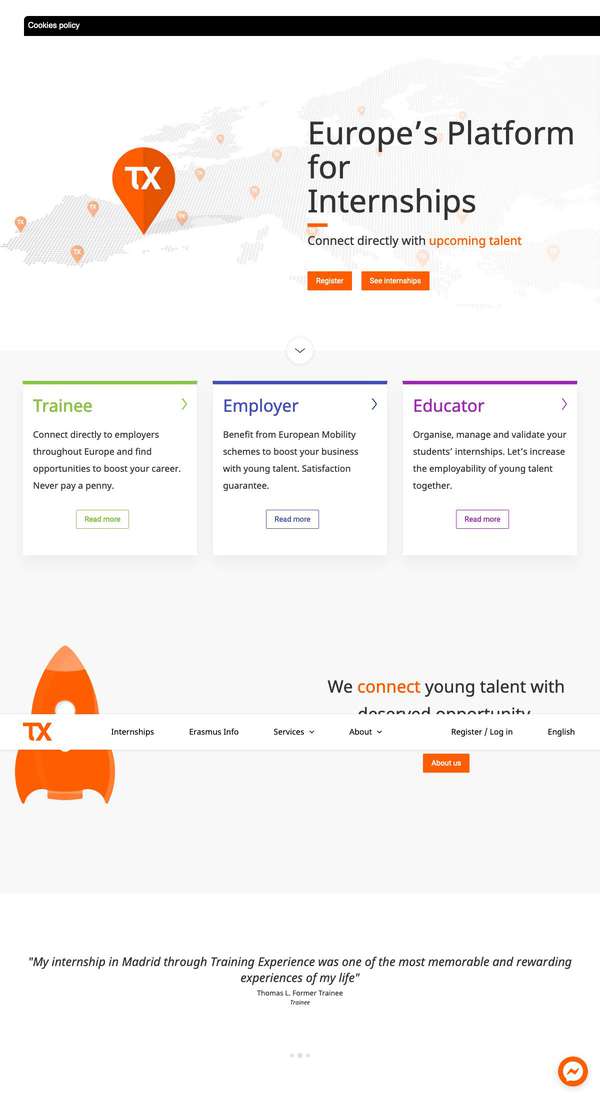 Cookies policy
TX
Europe's Platform
for
Internships
Connect directly with upcoming talent
Register
See internships
Trainee
Connect directly to employers
throughout Europe and find
opportunities to boost your career.
Never pay a penny.
Read more
Employer
Benefit from European Mobility
schemes to boost your business
with young talent. Satisfaction
guarantee.
Read more
Educator
Organise, manage and validate your
students' internships. Let's increase
the employability of young talent
together.
Read more
We connect young talent with
deserved opportunity
TX
Internships
Erasmus Info
Services
About
Register / Log in
English
About us
"My internship in Madrid through Training Experience was one of the most memorable and rewarding
experiences of my life"
Thomas L. Former Trainee
Trainee